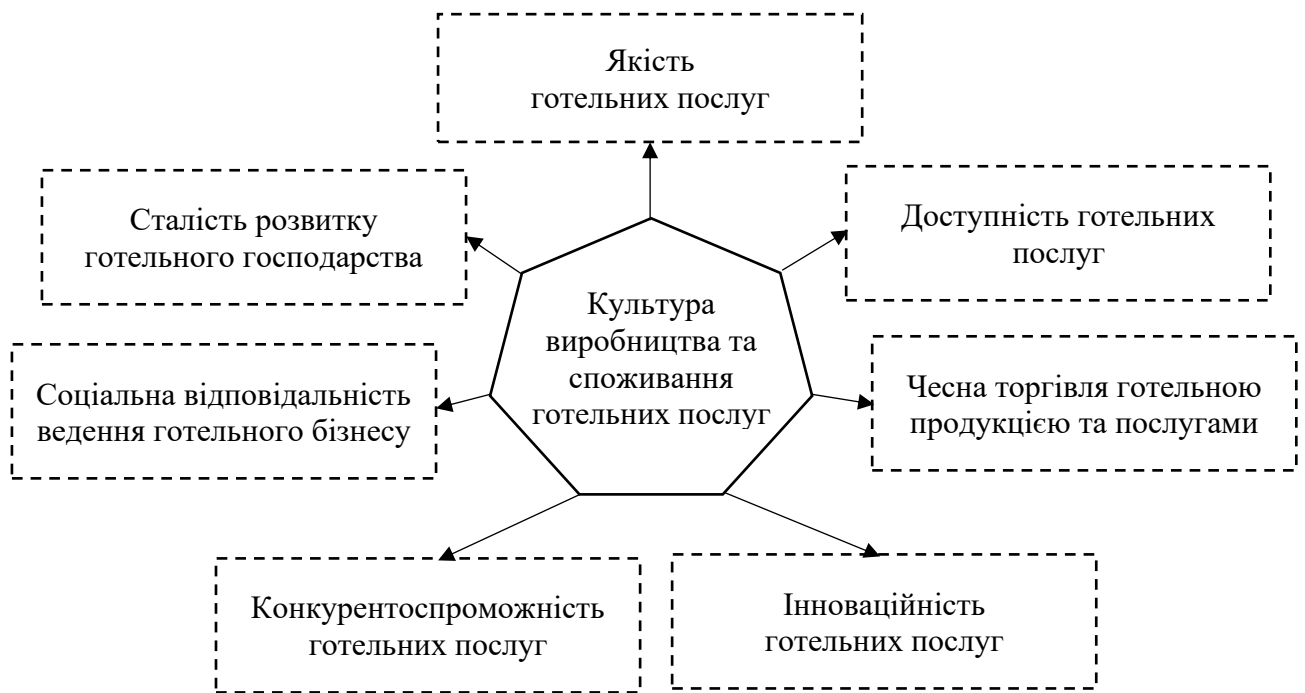 Якість
готельних послуг
Сталість розвитку
готельного господарства
Доступність готельних
послуг
Культура
виробництва та
споживання
готельних послуг
Соціальна відповідальність
ведення готельного бізнесу
Чесна торгівля готельною
продукцією та послугами
Конкурентоспроможність
готельних послуг
Інноваційність
готельних послуг